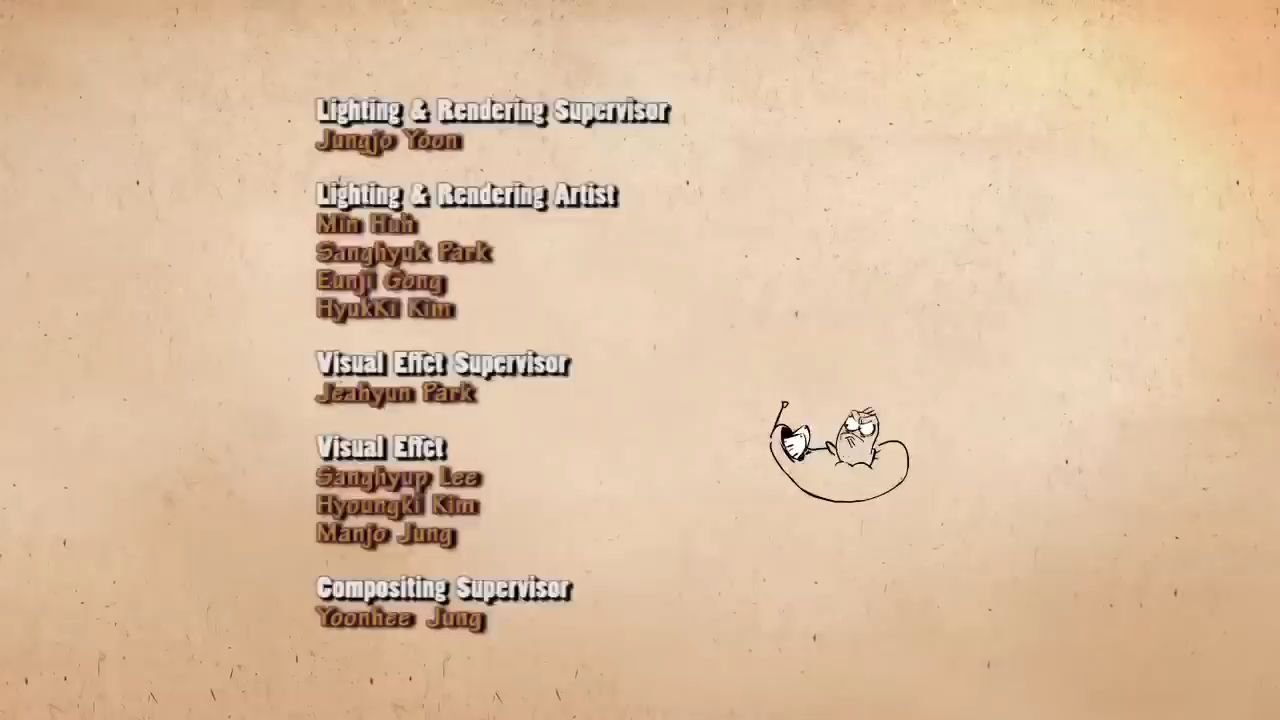 Lighting & Rendering Supervisor
Jungjo Yoon
Lighting & Rendering Artist
Min Huh
Sanghyuk Park
Eunji Gong
HyukKi Kim
Visual Effct Supervisor
Jeahyun Park
Visual Effct
Sanghyup Lee
Hyoungki Kim
Manjo Jung
Compositing Supervisor
Yoonhee Jung